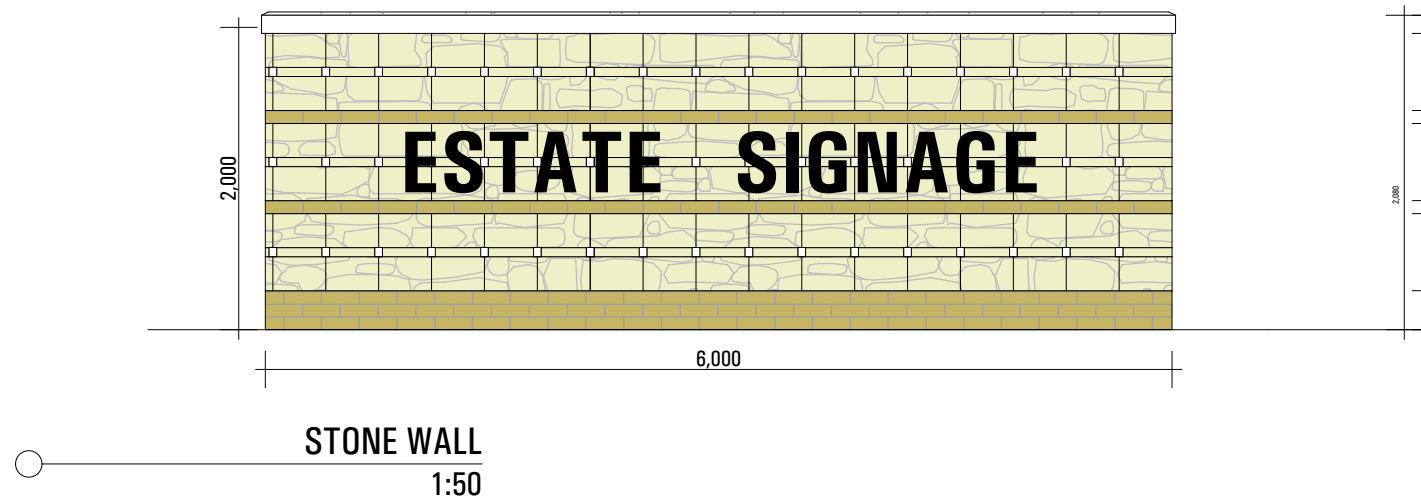 ESTATE SIGNAGE
2,000
2,080
6,000
STONE WALL
1:50